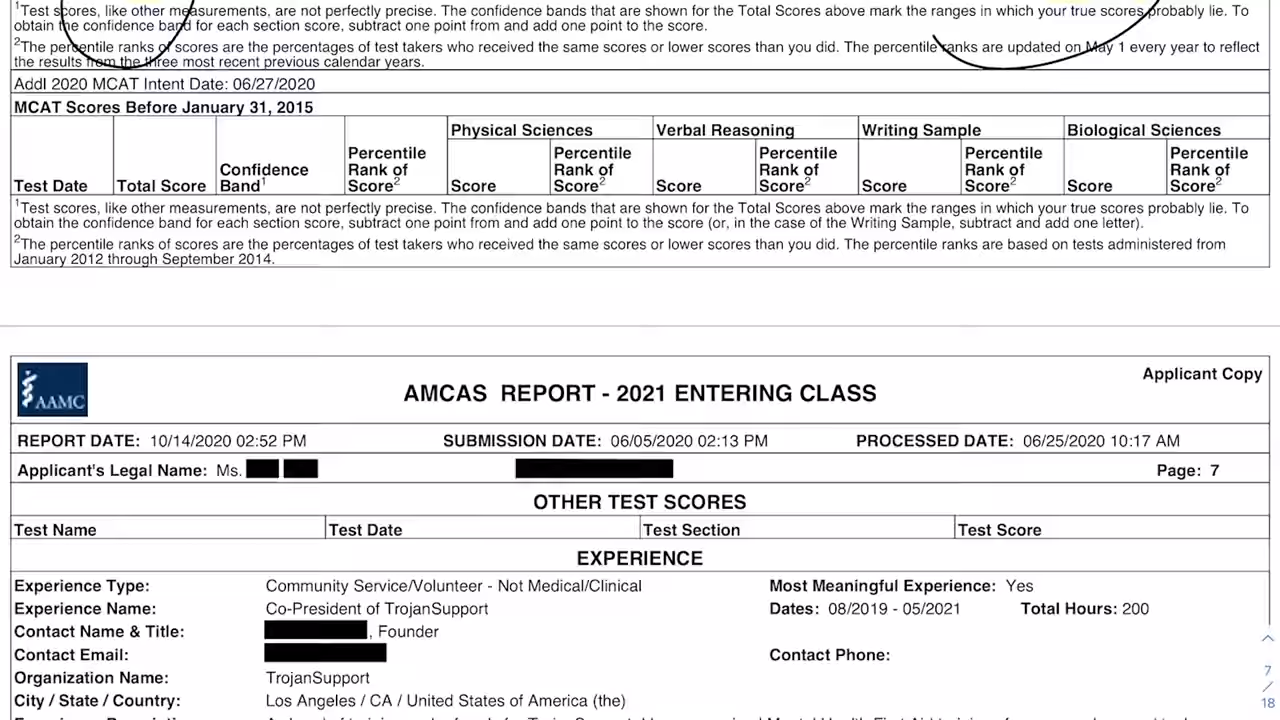 ¹Test scores, like other measurements, are not perfectly precise. The confidence bands that are shown for the Total Scores above mark the ranges in which your true scores probably lie. To
obtain the confidence band for each section score, subtract one point from and add one point to the score.
²The percentile ranks of scores are the percentages of test takers who received the same scores or lower scores than you did. The percentile ranks are updated on May 1 every year to reflect
the results from the three most recent previous calendar years.
Addl 2020 MCAT Intent Date: 06/27/2020
MCAT Scores Before January 31, 2015
Physical Sciences Verbal Reasoning Writing Sample Biological Sciences
Test Date Total Score Confidence Band¹ Percentile Rank of Score² Score Percentile Rank of Score² Score Percentile Rank of Score² Score Percentile Rank of Score² Score Percentile Rank of Score²
¹Test scores, like other measurements, are not perfectly precise. The confidence bands that are shown for the Total Scores above mark the ranges in which your true scores probably lie. To
obtain the confidence band for each section score, subtract one point from and add one point to the score (or, in the case of the Writing Sample, subtract and add one letter).
²The percentile ranks of scores are the percentages of test takers who received the same scores or lower scores than you did. The percentile ranks are based on tests administered from
January 2012 through September 2014.
AAMC
Applicant Copy
AMCAS REPORT - 2021 ENTERING CLASS
REPORT DATE: 10/14/2020 02:52 PM SUBMISSION DATE: 06/05/2020 02:13 PM PROCESSED DATE: 06/25/2020 10:17 AM
Applicant's Legal Name: Ms. Page: 7
OTHER TEST SCORES
Test Name Test Date Test Section Test Score
EXPERIENCE
Experience Type: Community Service/Volunteer - Not Medical/Clinical Most Meaningful Experience: Yes
Experience Name: Co-President of TrojanSupport Dates: 08/2019 - 05/2021 Total Hours: 200
Contact Name & Title: , Founder
Contact Email: Contact Phone:
Organization Name: TrojanSupport
City / State / Country: Los Angeles / CA / United States of America (the)
7
/
18